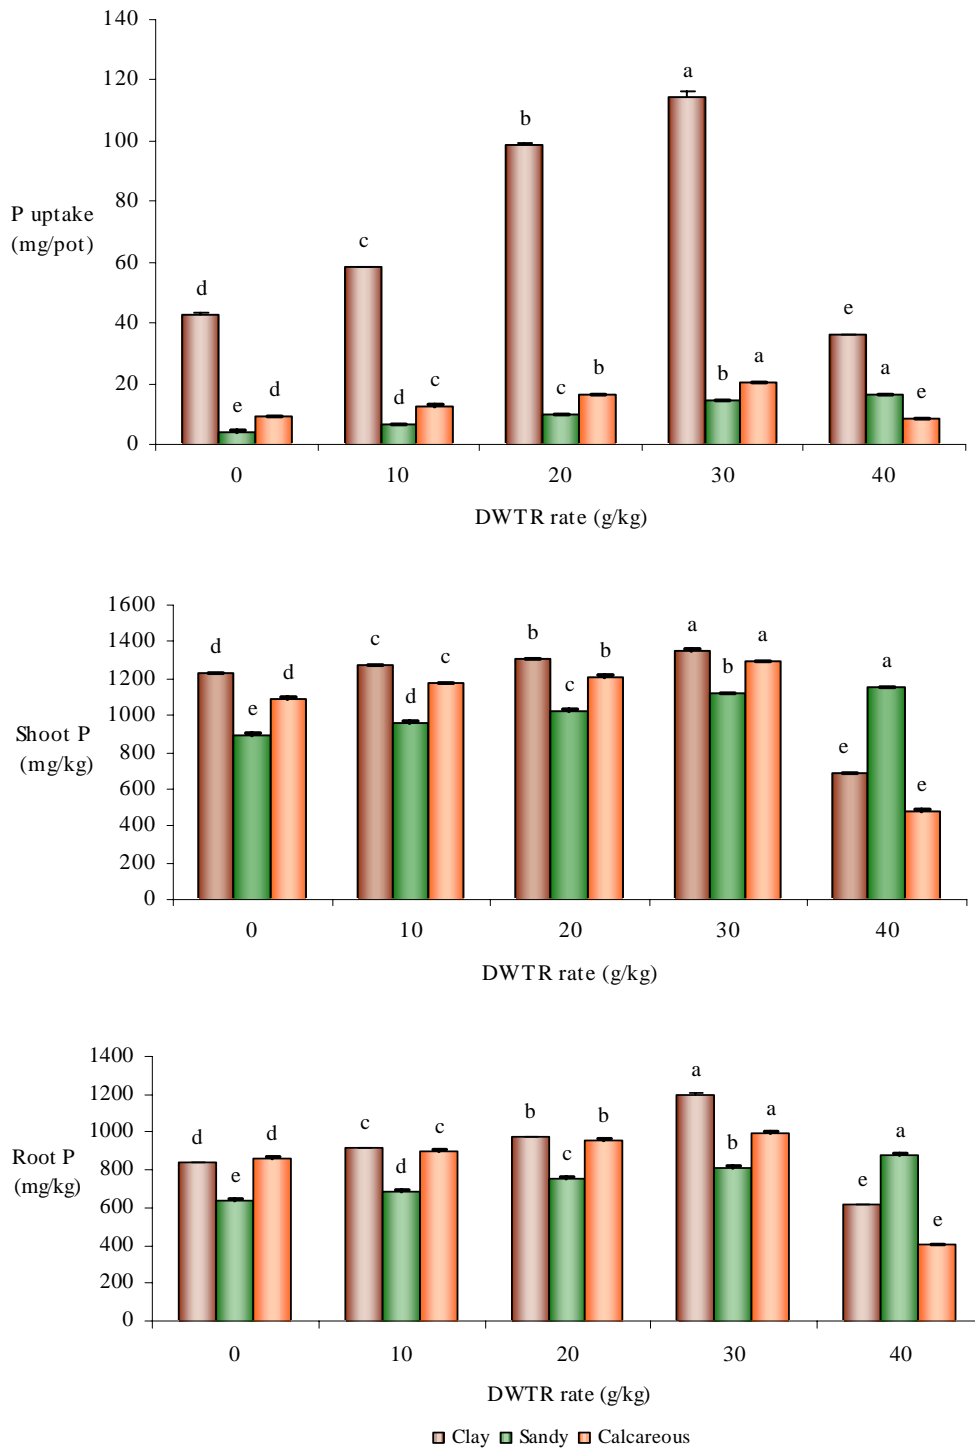 140
120
100
80
60
40
20
0
P uptake
(mg/pot)
d
e
d
c
d
c
b
c
b
a
b
a
e
a
e
0 10 20 30 40
DWTR rate (g/kg)
1600
1400
1200
1000
800
600
400
200
0
Shoot P
(mg/kg)
d
e
d
c
d
c
b
c
b
a
b
a
e
a
e
0 10 20 30 40
DWTR rate (g/kg)
1400
1200
1000
800
600
400
200
0
Root P
(mg/kg)
d
e
d
c
d
c
b
c
b
a
b
a
e
a
e
0 10 20 30 40
DWTR rate (g/kg)
Clay Sandy Calcareous